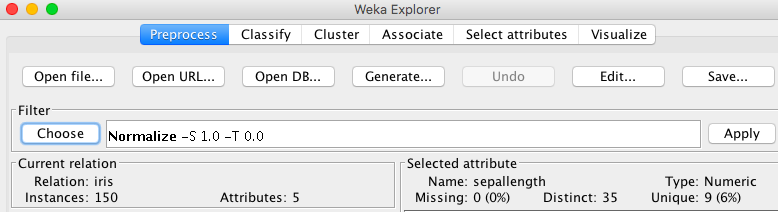 Weka Explorer
Preprocess Classify Cluster Associate Select attributes Visualize
Open file... Open URL... Open DB... Generate... Undo Edit... Save...
Filter
Choose Normalize -S 1.0 -T 0.0 Apply
Current relation
Relation: iris
Instances: 150 Attributes: 5
Selected attribute
Name: sepallength Type: Numeric
Missing: 0 (0%) Distinct: 35 Unique: 9 (6%)